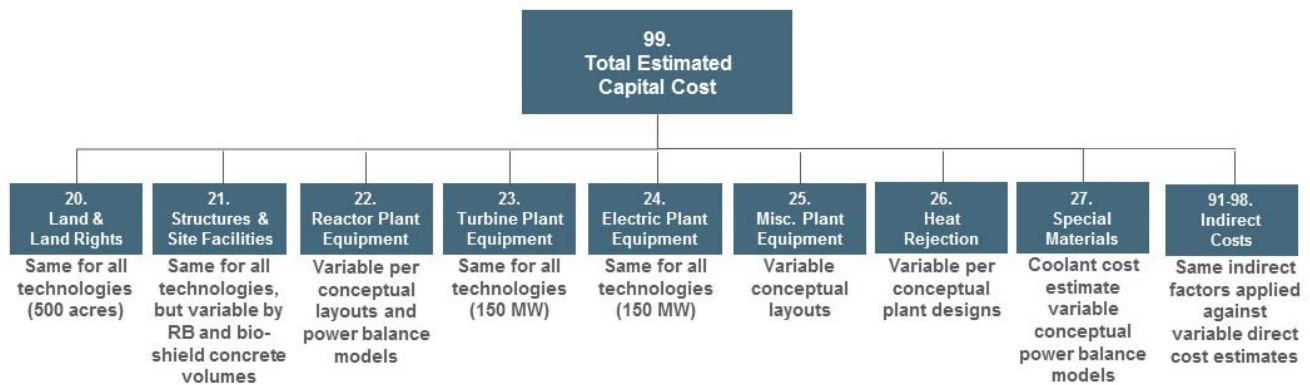 99.
Total Estimated
Capital Cost
20.
Land &
Land Rights
Same for all
technologies
(500 acres)
21.
Structures &
Site Facilities
Same for all
technologies,
but variable by
RB and bio-
shield concrete
volumes
22.
Reactor Plant
Equipment
Variable per
conceptual
layouts and
power balance
models
23.
Turbine Plant
Equipment
Same for all
technologies
(150 MW)
24.
Electric Plant
Equipment
Same for all
technologies
(150 MW)
25.
Misc. Plant
Equipment
Variable
conceptual
layouts
26.
Heat
Rejection
Variable per
conceptual
plant designs
27.
Special
Materials
Coolant cost
estimate
variable
conceptual
power balance
models
91-98.
Indirect
Costs
Same indirect
factors applied
against
variable direct
cost estimates